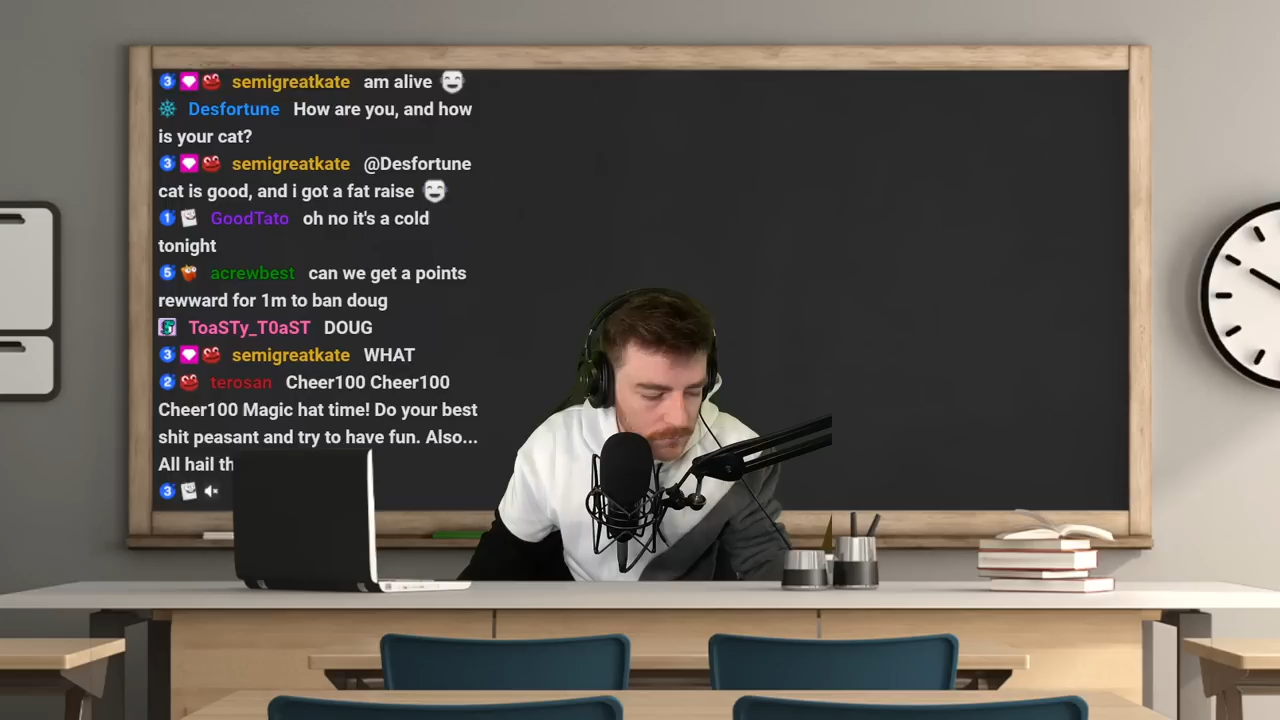 semigreatkate am alive
Desfortune How are you, and how
is your cat?
semigreatkate @Desfortune
cat is good, and i got a fat raise
GoodTato oh no it's a cold
tonight
acrewbest can we get a points
rewward for 1m to ban doug
ToaSTy_T0aST DOUG
semigreatkate WHAT
terosan Cheer100 Cheer100
Cheer100 Magic hat time! Do your best
shit peasant and try to have fun. Also...
All hail th